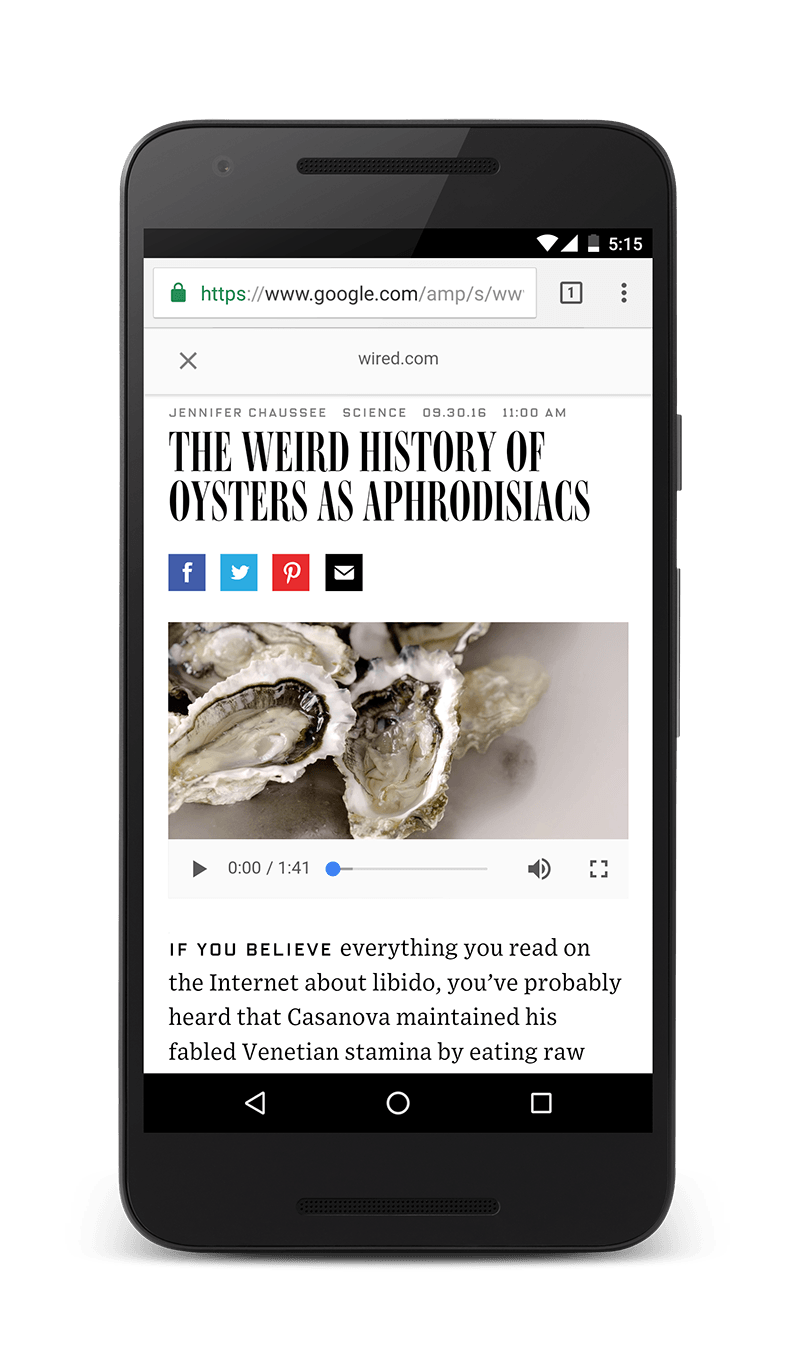 5:15
https://www.google.com/amp/s/ww
1
wired.com
JENNIFER CHAUSSEE SCIENCE 09.30.16 11:00 AM
THE WEIRD HISTORY OF
OYSTERS AS APHRODISIACS
0:00 / 1:41
IF YOU BELIEVE everything you read on
the Internet about libido, you’ve probably
heard that Casanova maintained his
fabled Venetian stamina by eating raw